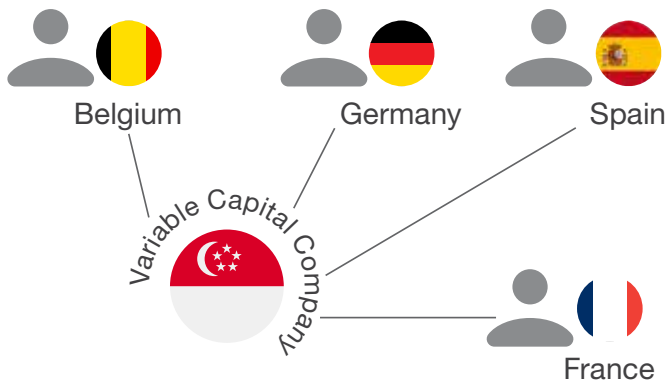 Belgium
Germany
Spain
Variable Capital Company
France